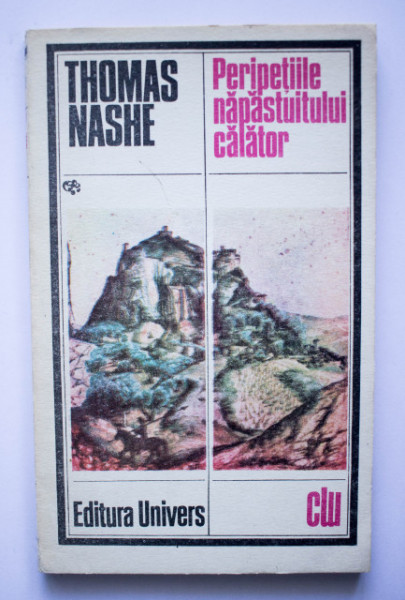 THOMAS
NASHE
Peripețiile
năpăstuitului
călător
Editura Univers
clu